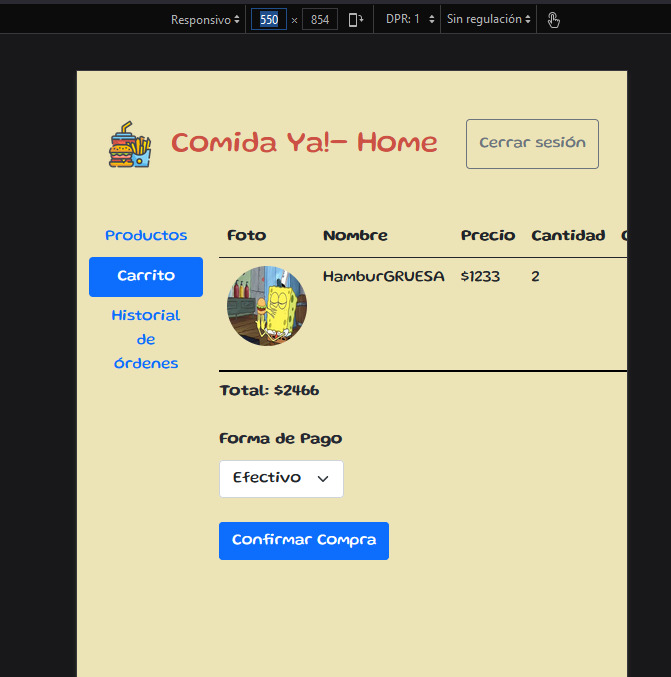 Responsivo 550 × 854 DPR: 1 Sin regulación
Comida Ya!- Home
Cerrar sesión
Productos
Carrito
Historial
de
órdenes
Foto Nombre Precio Cantidad
HamburGRUESA $1233 2
Total: $2466
Forma de Pago
Efectivo
Confirmar Compra